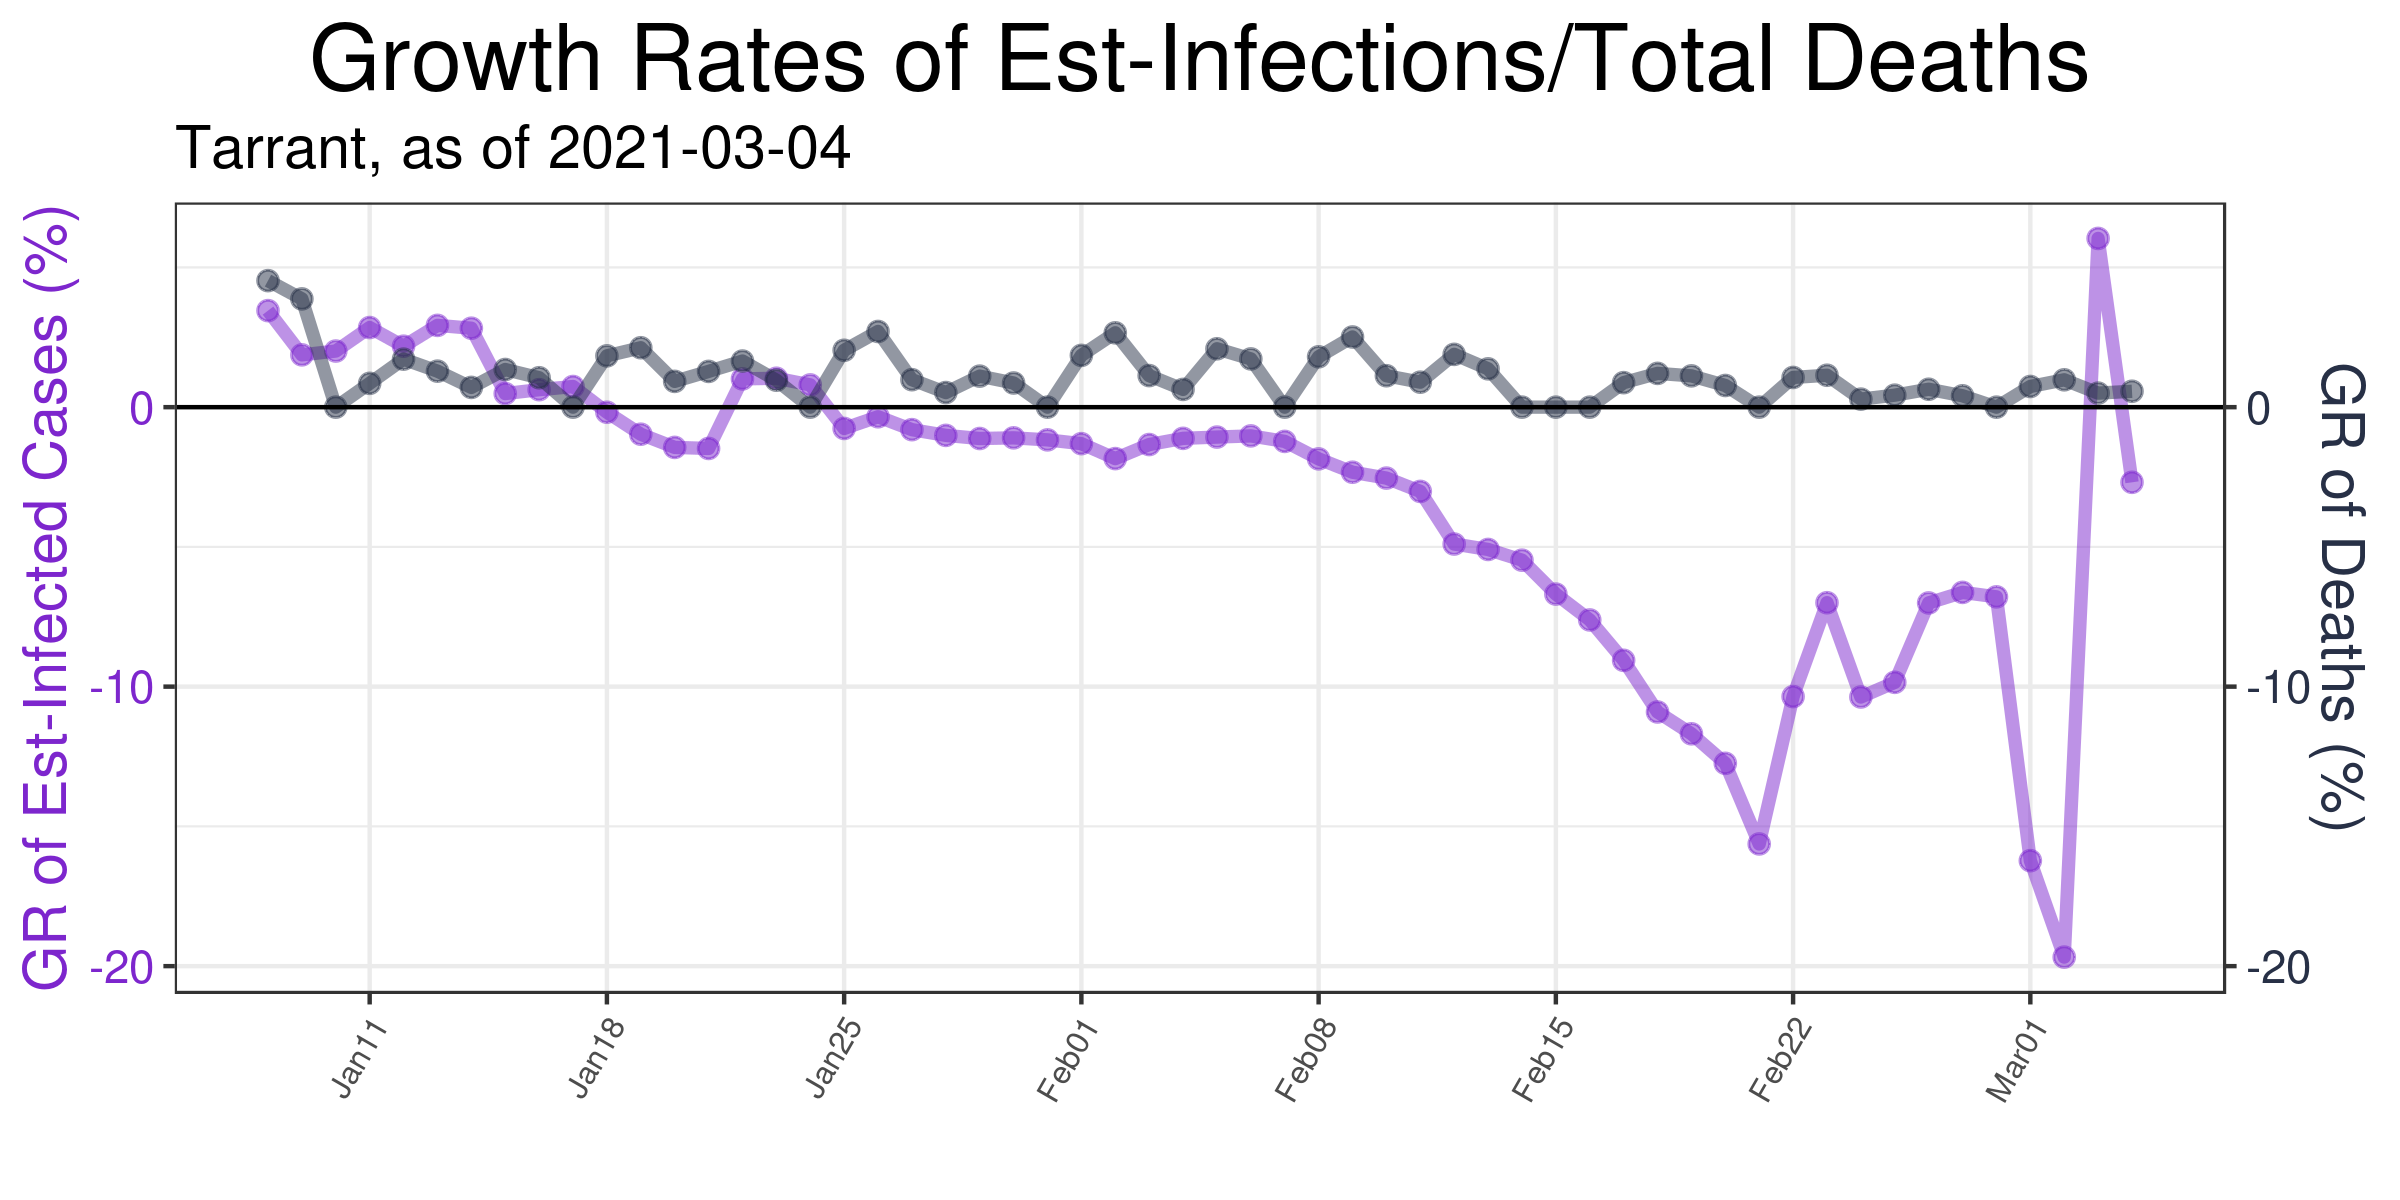 Growth Rates of Est-Infections/Total Deaths
Tarrant, as of 2021-03-04
GR of Est-Infected Cases (%)
0
-10
-20
0
-10
-20
GR of Deaths (%)
Jan11
Jan18
Jan25
Feb01
Feb08
Feb15
Feb22
Mar01